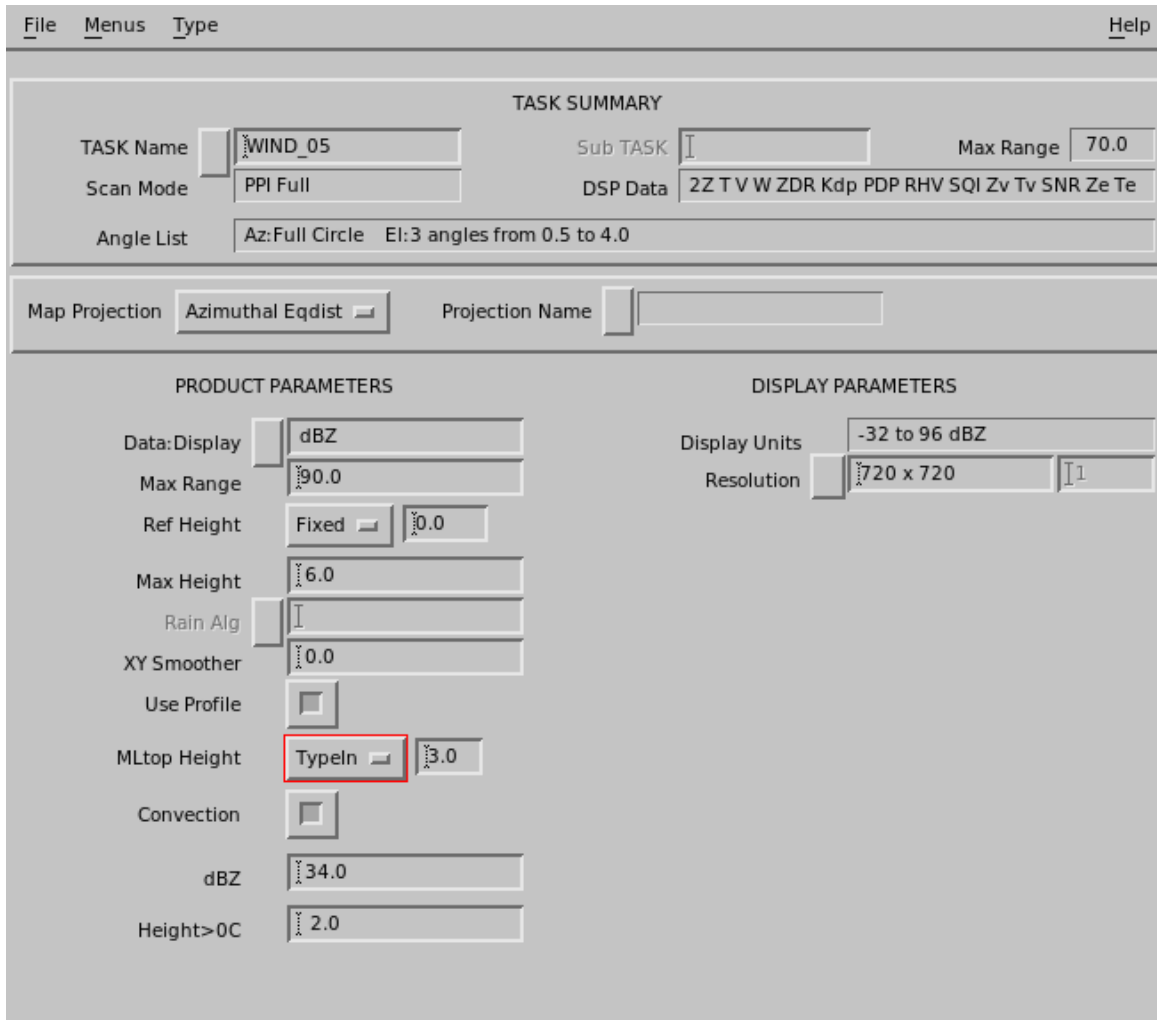 File Menus Type Help
TASK SUMMARY
TASK Name WIND_05 Sub TASK Max Range 70.0
Scan Mode PPI Full DSP Data 2Z T V W ZDR Kdp PDP RHV SQI Zv Tv SNR Ze Te
Angle List Az:Full Circle El:3 angles from 0.5 to 4.0
Map Projection Azimuthal Eqdist Projection Name
PRODUCT PARAMETERS DISPLAY PARAMETERS
Data:Display dBZ Display Units -32 to 96 dBZ
Max Range 90.0 Resolution 720 x 720 1
Ref Height Fixed 0.0
Max Height 6.0
Rain Alg
XY Smoother 0.0
Use Profile
MLtop Height TypeIn 3.0
Convection
dBZ 34.0
Height>0C 2.0